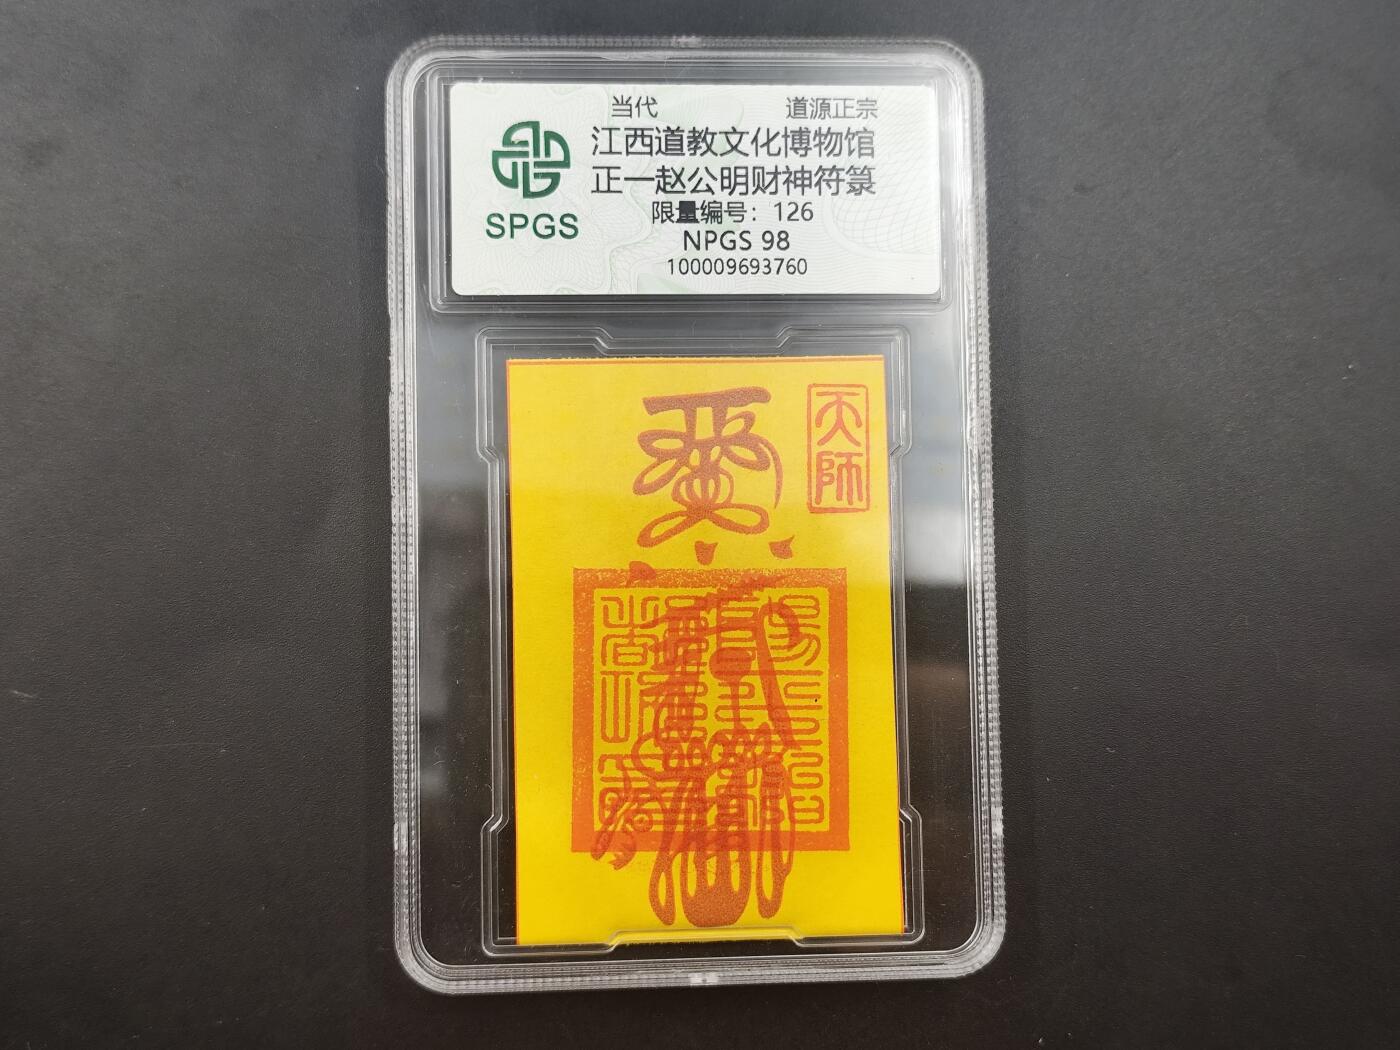 当代 道源正宗
江西道教文化博物馆
正一赵公明财神符箓
SPGS
限量编号：126
NPGS 98
100009693760
天師